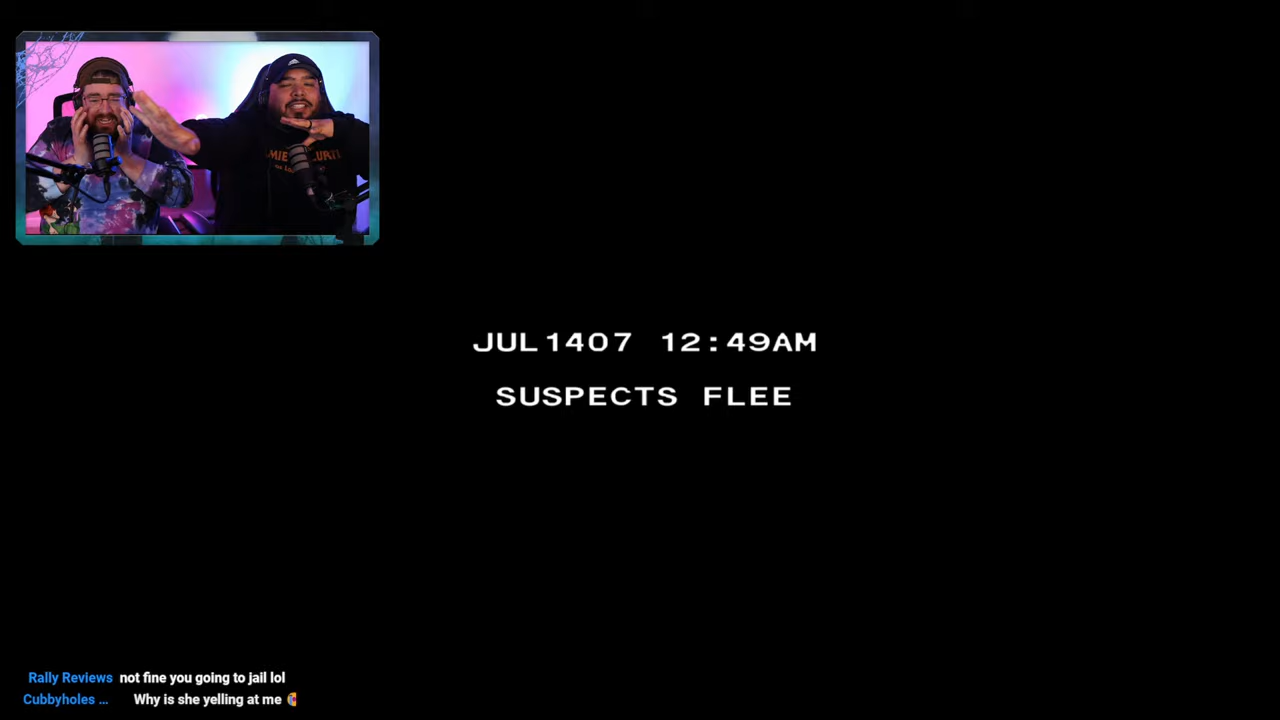 JUL1407 12:49AM
SUSPECTS FLEE
Rally Reviews not fine you going to jail lol
Cubbyholes ... Why is she yelling at me